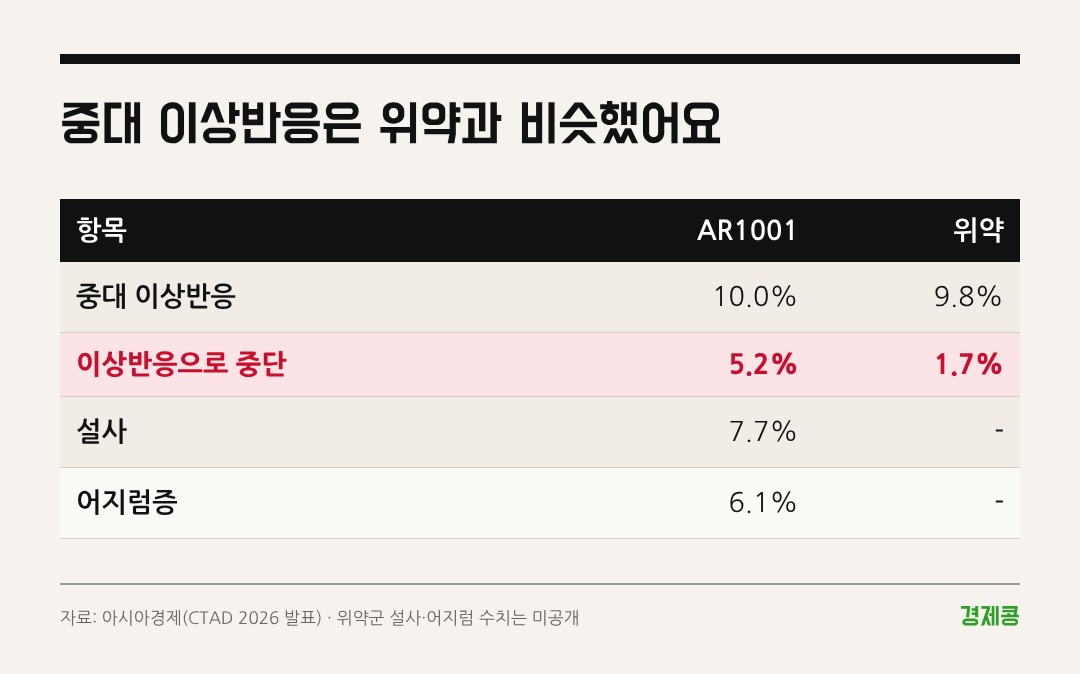 중대 이상반응은 위약과 비슷했어요
항목 AR1001 위약
중대 이상반응 10.0% 9.8%
이상반응으로 중단 5.2% 1.7%
설사 7.7% -
어지럼증 6.1% -
자료: 아시아경제(CTAD 2026 발표) · 위약군 설사·어지럼 수치는 미공개
경제콩